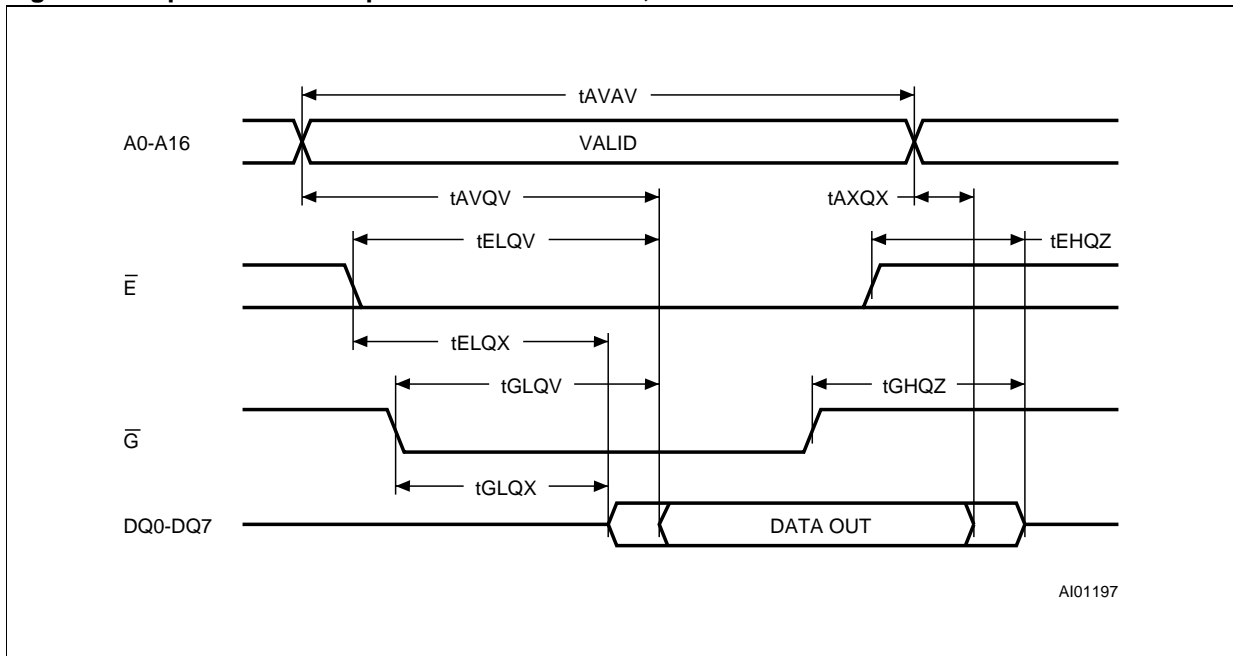 tAVAV
A0-A16
VALID
tAVQV
tAXQX
tELQV
tEHQZ
E̅
tELQX
tGLQV
tGHQZ
G̅
tGLQX
DQ0-DQ7
DATA OUT
AI01197